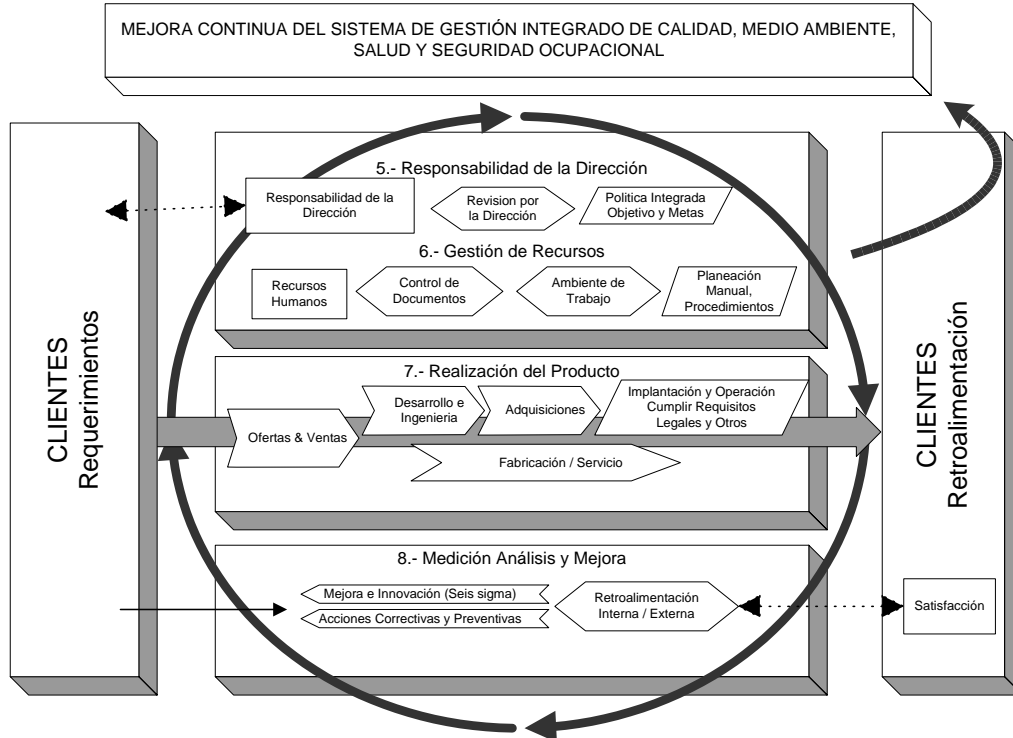 MEJORA CONTINUA DEL SISTEMA DE GESTIÓN INTEGRADO DE CALIDAD, MEDIO AMBIENTE,
SALUD Y SEGURIDAD OCUPACIONAL
CLIENTES
Requerimientos
5.- Responsabilidad de la Dirección
Responsabilidad de la
Dirección
Revision por
la Dirección
Politica Integrada
Objetivo y Metas
6.- Gestión de Recursos
Recursos
Humanos
Control de
Documentos
Ambiente de
Trabajo
Planeación
Manual,
Procedimientos
7.- Realización del Producto
Ofertas & Ventas
Desarrollo e
Ingenieria
Adquisiciones
Implantación y Operación
Cumplir Requisitos
Legales y Otros
Fabricación / Servicio
8.- Medición Análisis y Mejora
Mejora e Innovación (Seis sigma)
Acciones Correctivas y Preventivas
Retroalimentación
Interna / Externa
CLIENTES
Retroalimentación
Satisfacción